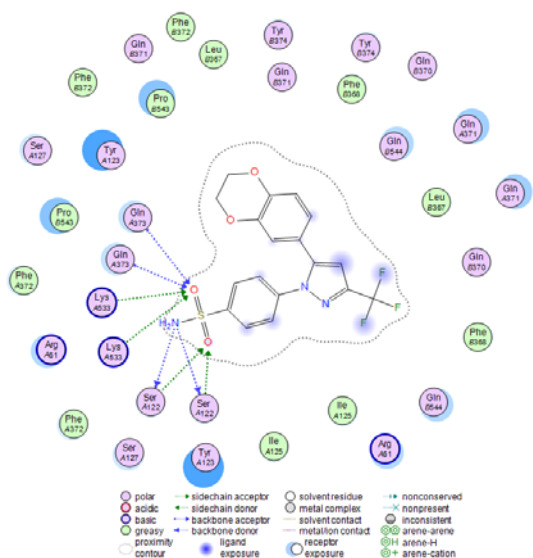 Phe
B372
Gln
B371
Leu
B367
Tyr
B374
Tyr
B374
Gln
B370
Gln
B371
Phe
B372
Pro
B543
Phe
B368
Gln
A371
Ser
A127
Tyr
A123
Gln
B544
Gln
A371
Pro
B543
Gln
A373
Leu
B367
Gln
A373
Gln
B370
Phe
A372
Lys
A533
Arg
A61
Lys
A533
Phe
B368
Ser
A122
Ser
A122
Gln
B544
Phe
A372
Ile
A125
Ser
A127
Tyr
A123
Ile
A125
Arg
A61
O
O
O
S
O
H₂N
N
N
F
F
F
polar sidechain acceptor solvent residue nonconserved
acidic sidechain donor metal complex nonpresent
basic backbone acceptor solvent contact inconsistent
greasy backbone donor metal/ion contact arene-arene
proximity contour ligand exposure receptor exposure arene-H
arene-cation